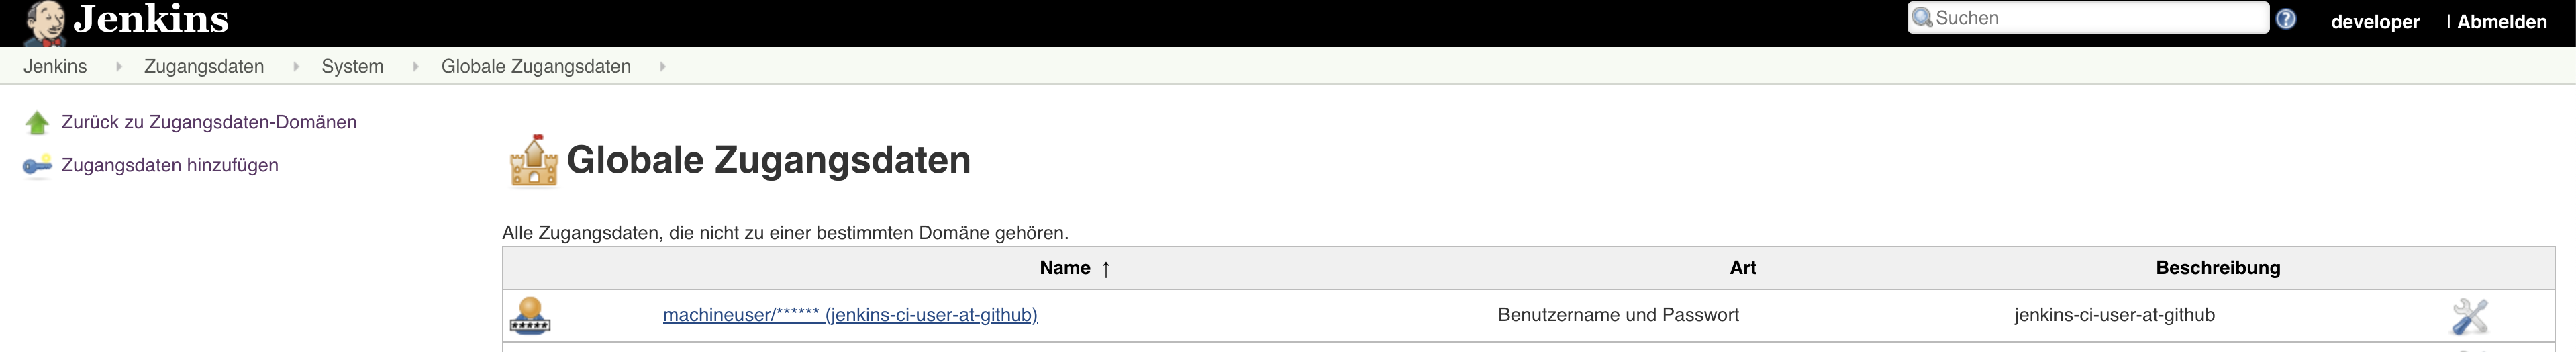 Jenkins
Suchen
developer | Abmelden
Jenkins Zugangsdaten System Globale Zugangsdaten
Zurück zu Zugangsdaten-Domänen
Zugangsdaten hinzufügen
Globale Zugangsdaten
Alle Zugangsdaten, die nicht zu einer bestimmten Domäne gehören.
Name ↑ Art Beschreibung
machineuser/****** (jenkins-ci-user-at-github) Benutzername und Passwort jenkins-ci-user-at-github